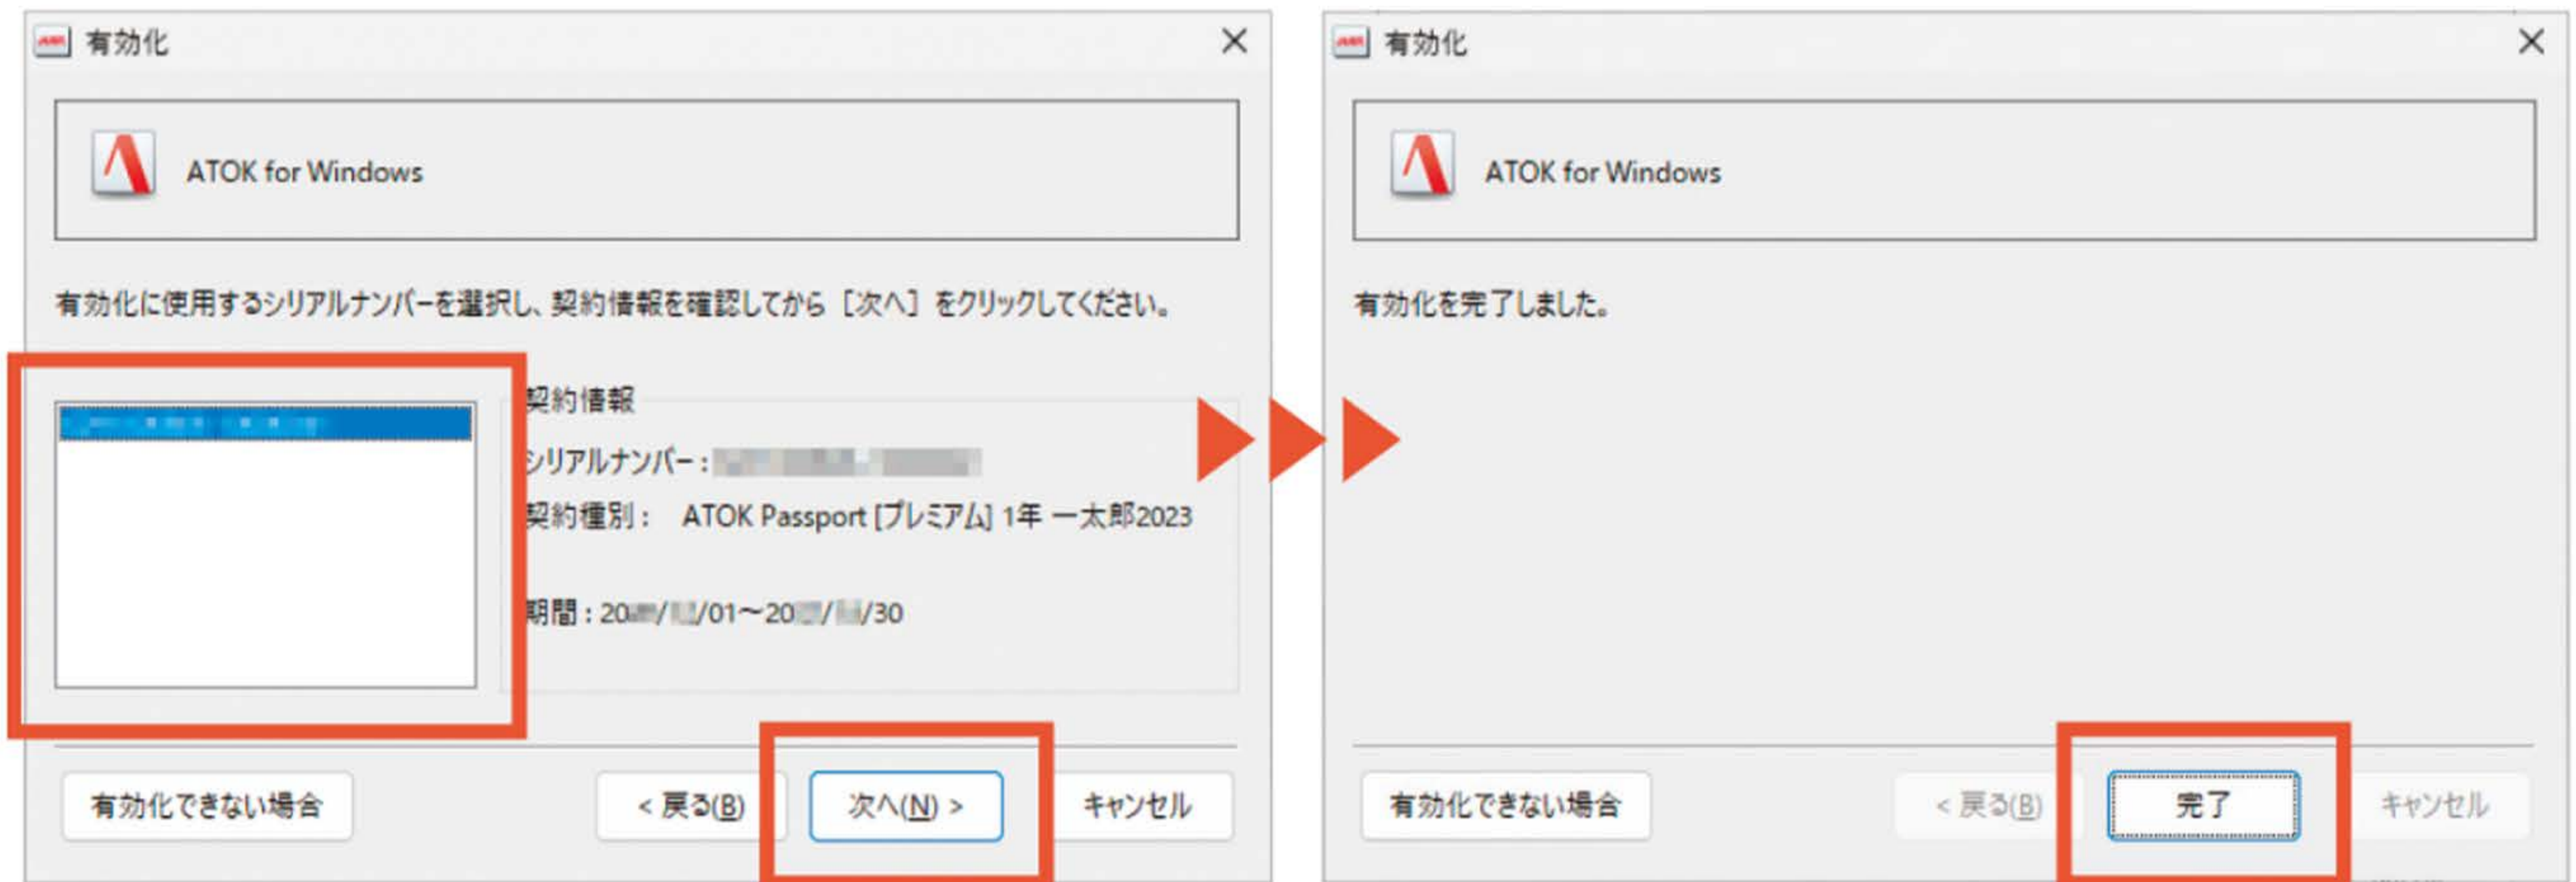 有効化
ATOK for Windows
有効化に使用するシリアルナンバーを選択し、契約情報を確認してから［次へ］をクリックしてください。
契約情報
シリアルナンバー :
契約種別 : ATOK Passport [プレミアム] 1年 一太郎2023
期間 : 20 / /01～20 / /30
有効化できない場合
< 戻る(B)
次へ(N) >
キャンセル
有効化
ATOK for Windows
有効化を完了しました。
有効化できない場合
< 戻る(B)
完了
キャンセル